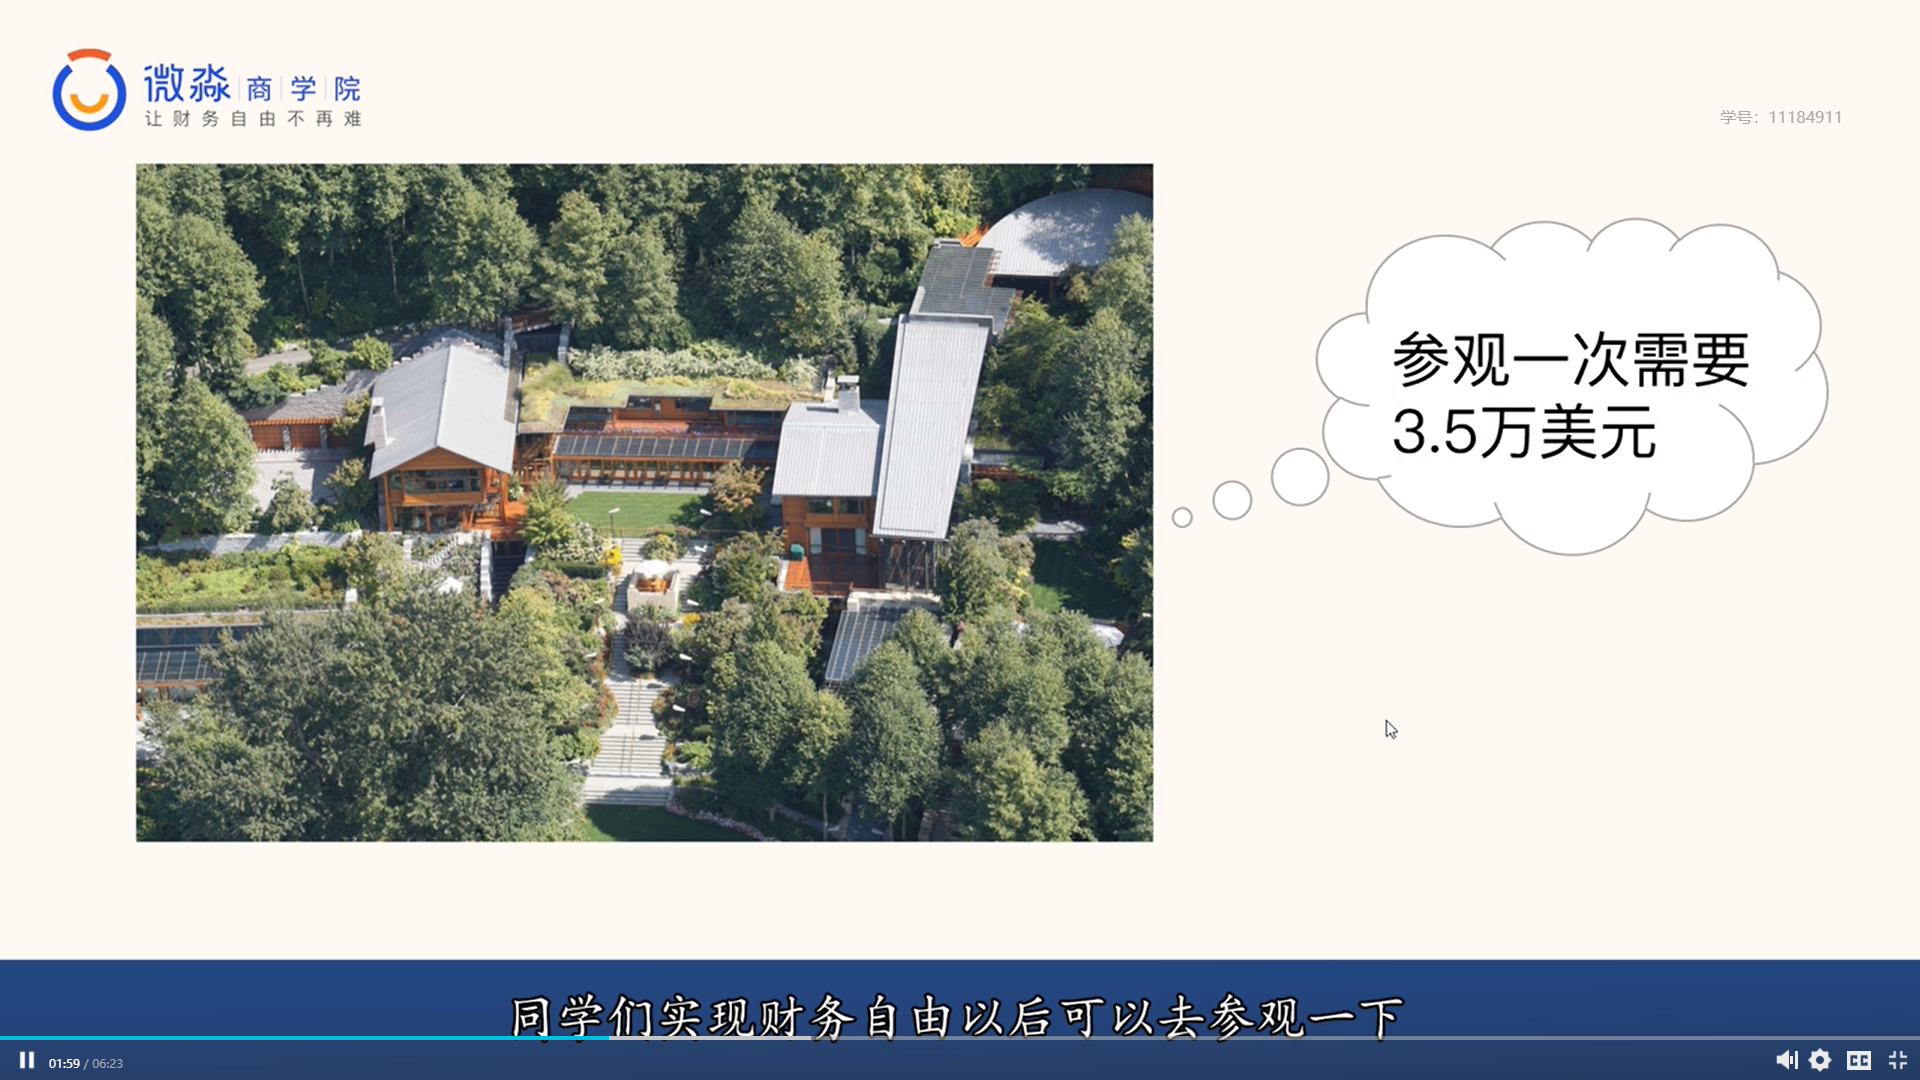 微淼 商 学 院
让财务自由不再难
学号：11184911
参观一次需要
3.5万美元
同学们实现财务自由以后可以去参观一下
01:59 / 06:23
CC